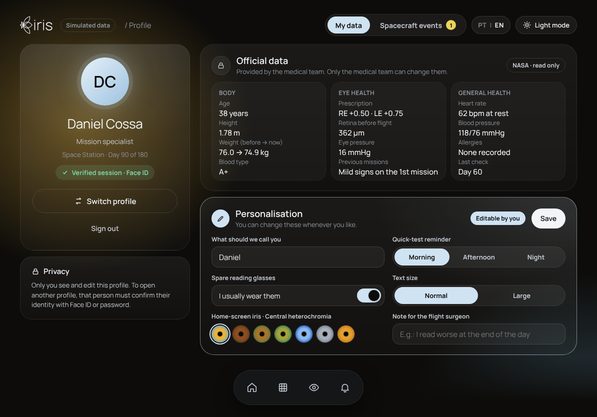 iris
Simulated data
/ Profile
My data
Spacecraft events 1
PT | EN
Light mode
DC
Daniel Cossa
Mission specialist
Space Station · Day 90 of 180
Verified session · Face ID
Switch profile
Sign out
Privacy
Only you see and edit this profile. To open
another profile, that person must confirm their
identity with Face ID or password.
Official data
Provided by the medical team. Only the medical team can change them.
NASA · read only
BODY
Age
38 years
Height
1.78 m
Weight (before → now)
76.0 → 74.9 kg
Blood type
A+
EYE HEALTH
Prescription
RE +0.50 · LE +0.75
Retina before flight
362 µm
Eye pressure
16 mmHg
Previous missions
Mild signs on the 1st mission
GENERAL HEALTH
Heart rate
62 bpm at rest
Blood pressure
118/76 mmHg
Allergies
None recorded
Last check
Day 60
Personalisation
You can change these whenever you like.
Editable by you
Save
What should we call you
Daniel
Quick-test reminder
Morning
Afternoon
Night
Spare reading glasses
I usually wear them
Text size
Normal
Large
Home-screen iris · Central heterochromia
Note for the flight surgeon
E.g.: I read worse at the end of the day